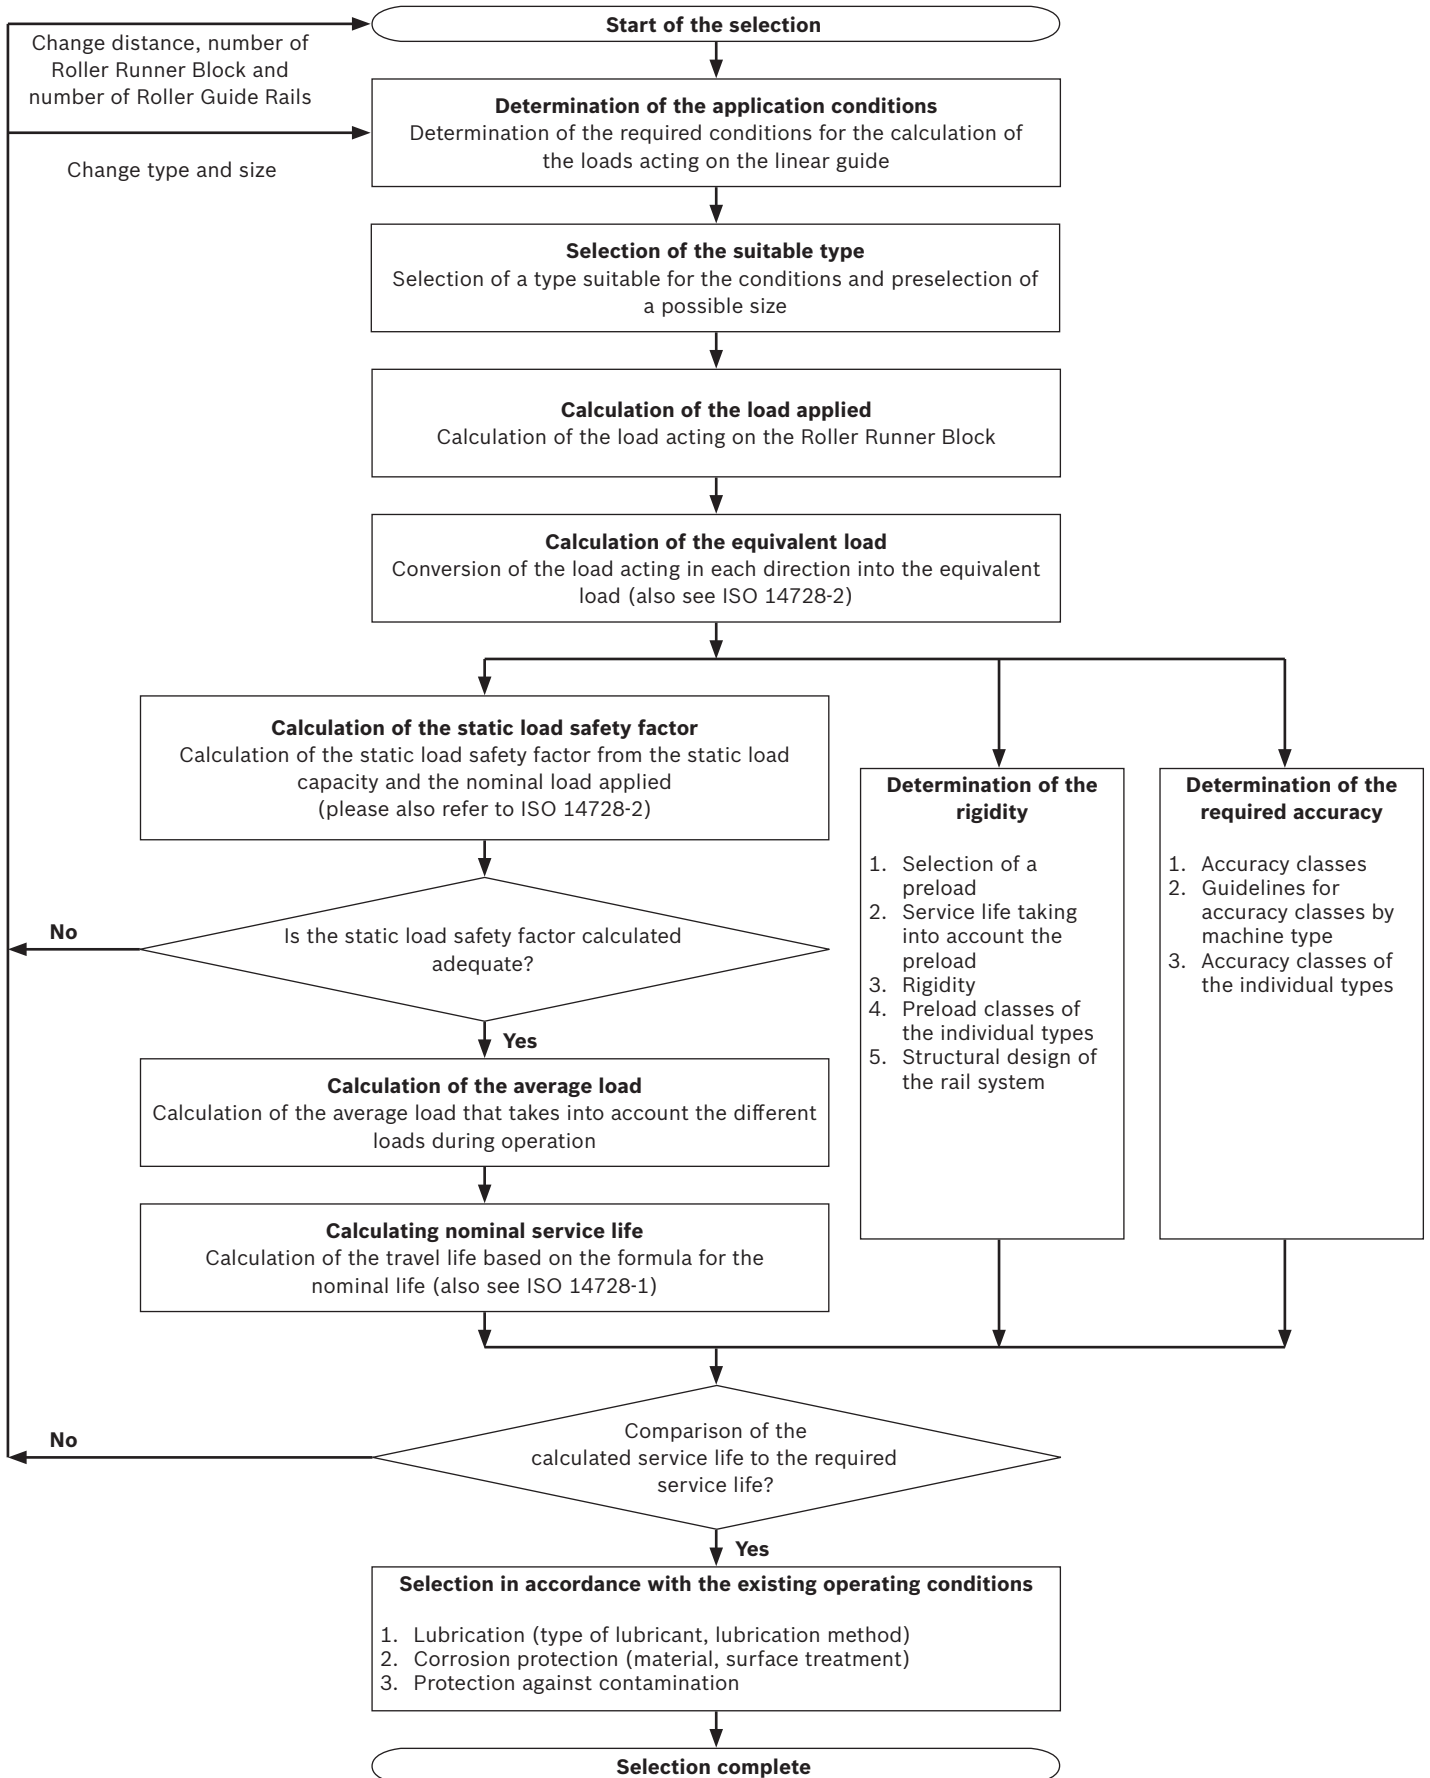 Start of the selection
Change distance, number of
Roller Runner Block and
number of Roller Guide Rails
Determination of the application conditions
Determination of the required conditions for the calculation of
the loads acting on the linear guide
Change type and size
Selection of the suitable type
Selection of a type suitable for the conditions and preselection of
a possible size
Calculation of the load applied
Calculation of the load acting on the Roller Runner Block
Calculation of the equivalent load
Conversion of the load acting in each direction into the equivalent
load (also see ISO 14728-2)
Calculation of the static load safety factor
Calculation of the static load safety factor from the static load
capacity and the nominal load applied
(please also refer to ISO 14728-2)
Determination of the
rigidity
1. Selection of a
preload
2. Service life taking
into account the
preload
3. Rigidity
4. Preload classes of
the individual types
5. Structural design of
the rail system
Determination of the
required accuracy
1. Accuracy classes
2. Guidelines for
accuracy classes by
machine type
3. Accuracy classes of
the individual types
No
Is the static load safety factor calculated
adequate?
Yes
Calculation of the average load
Calculation of the average load that takes into account the different
loads during operation
Calculating nominal service life
Calculation of the travel life based on the formula for the
nominal life (also see ISO 14728-1)
No
Comparison of the
calculated service life to the required
service life?
Yes
Selection in accordance with the existing operating conditions
1. Lubrication (type of lubricant, lubrication method)
2. Corrosion protection (material, surface treatment)
3. Protection against contamination
Selection complete